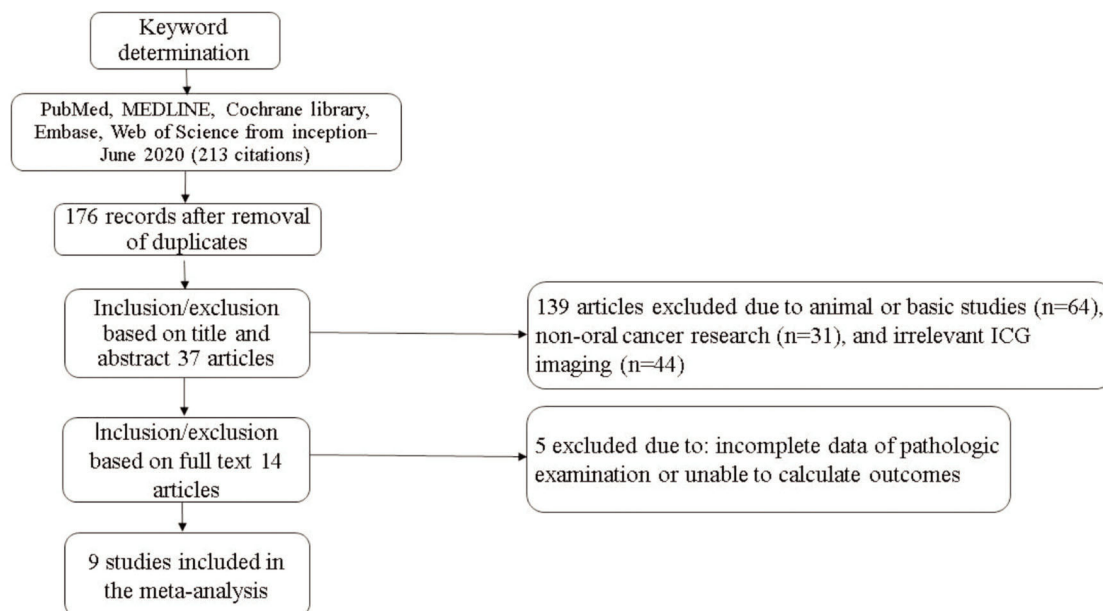 Keyword
determination
PubMed, MEDLINE, Cochrane library,
Embase, Web of Science from inception–
June 2020 (213 citations)
176 records after removal
of duplicates
Inclusion/exclusion
based on title and
abstract 37 articles
139 articles excluded due to animal or basic studies (n=64),
non-oral cancer research (n=31), and irrelevant ICG
imaging (n=44)
Inclusion/exclusion
based on full text 14
articles
5 excluded due to: incomplete data of pathologic
examination or unable to calculate outcomes
9 studies included in
the meta-analysis